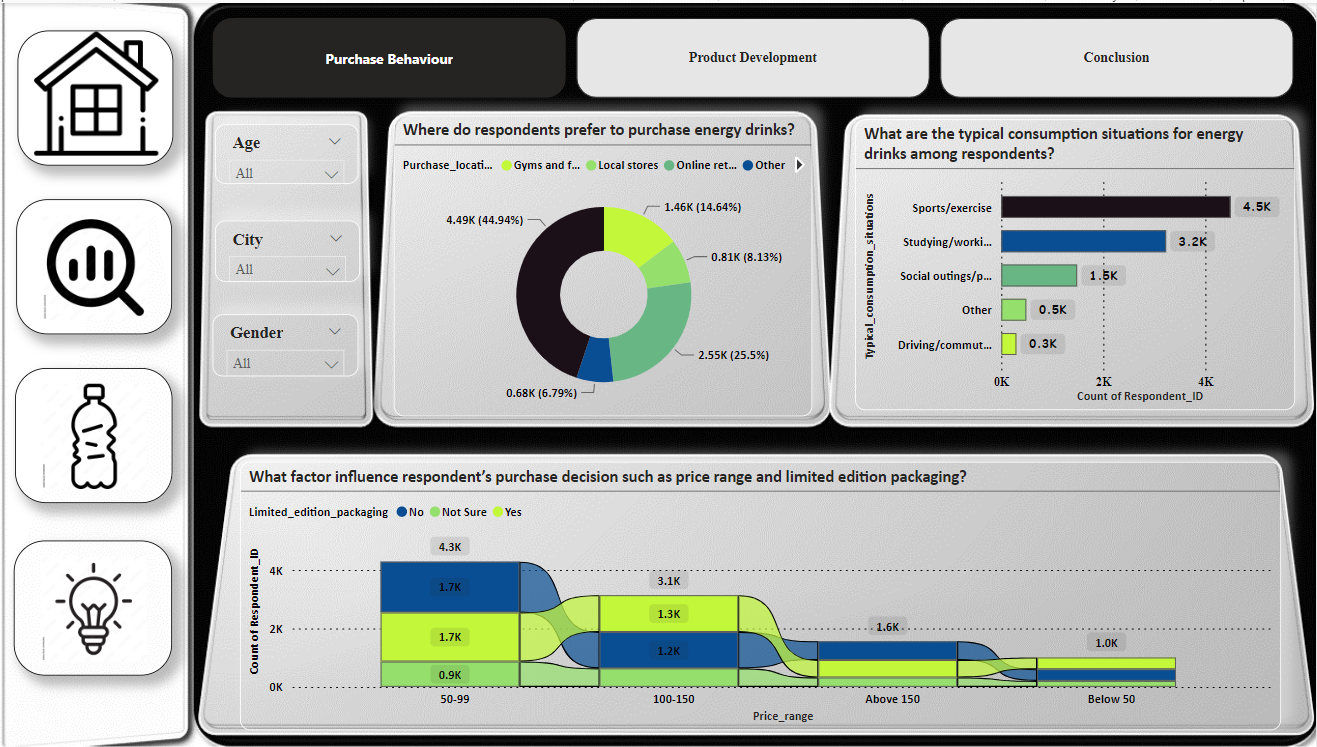 Purchase Behaviour
Product Development
Conclusion
Age
All
City
All
Gender
All
Where do respondents prefer to purchase energy drinks?
Purchase_locati... Gyms and f... Local stores Online ret... Other
4.49K (44.94%)
1.46K (14.64%)
0.81K (8.13%)
2.55K (25.5%)
0.68K (6.79%)
What are the typical consumption situations for energy
drinks among respondents?
Typical_consumption_situations
Sports/exercise 4.5K
Studying/worki... 3.2K
Social outings/p... 1.5K
Other 0.5K
Driving/commut... 0.3K
0K 2K 4K
Count of Respondent_ID
What factor influence respondent's purchase decision such as price range and limited edition packaging?
Limited_edition_packaging No Not Sure Yes
Count of Respondent_ID
4K
2K
0K
4.3K
1.7K
1.7K
0.9K
3.1K
1.3K
1.2K
1.6K
1.0K
50-99 100-150 Above 150 Below 50
Price_range